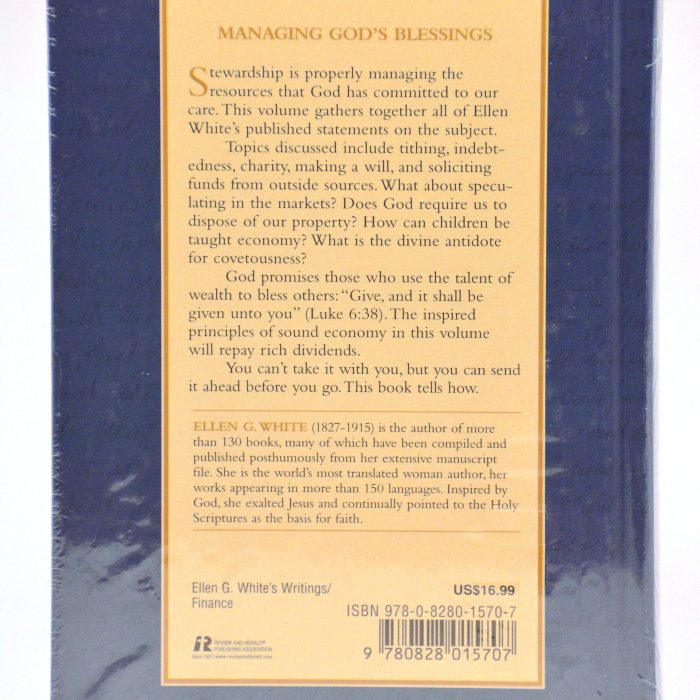 MANAGING GOD'S BLESSINGS
Stewardship is properly managing the
resources that God has committed to our
care. This volume gathers together all of Ellen
White's published statements on the subject.
Topics discussed include tithing, indebt-
edness, charity, making a will, and soliciting
funds from outside sources. What about specu-
lating in the markets? Does God require us to
dispose of our property? How can children be
taught economy? What is the divine antidote
for covetousness?
God promises those who use the talent of
wealth to bless others: “Give, and it shall be
given unto you” (Luke 6:38). The inspired
principles of sound economy in this volume
will repay rich dividends.
You can't take it with you, but you can send
it ahead before you go. This book tells how.
ELLEN G. WHITE (1827-1915) is the author of more
than 130 books, many of which have been compiled and
published posthumously from her extensive manuscript
file. She is the world's most translated woman author, her
works appearing in more than 150 languages. Inspired by
God, she exalted Jesus and continually pointed to the Holy
Scriptures as the basis for faith.
Ellen G. White's Writings/
Finance
US$16.99
ISBN 978-0-8280-1570-7
9 780828 015707
REVIEW AND HERALD®
PUBLISHING ASSOCIATION
Since 1861 | www.reviewandherald.com